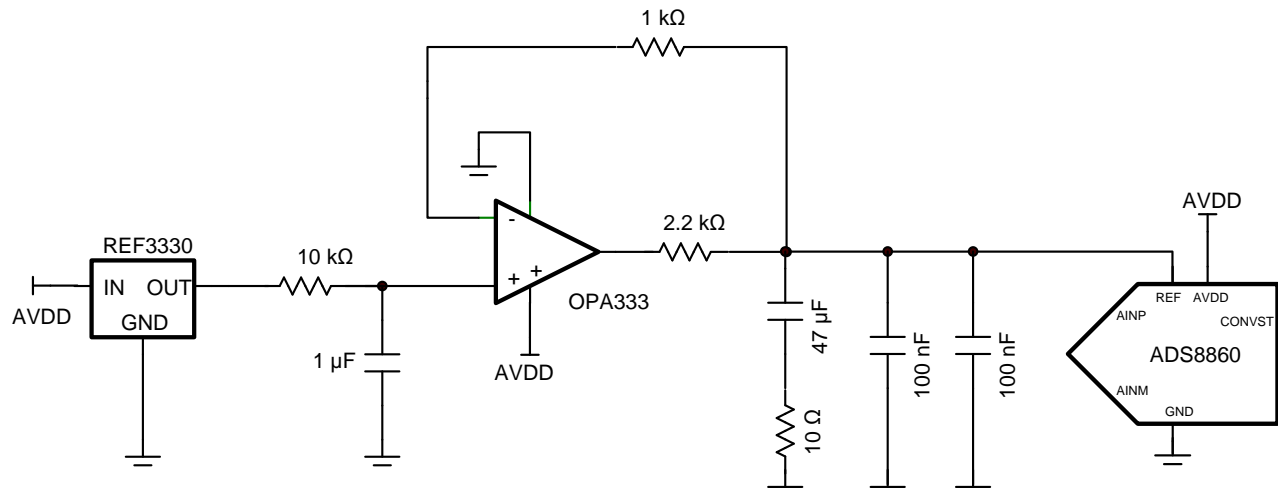 1 kΩ
-
2.2 kΩ
AVDD
REF3330
10 kΩ
IN OUT
GND
AVDD
+ +
OPA333
1 µF
AVDD
47 µF
10 Ω
100 nF
100 nF
REF AVDD
AINP
CONVST
ADS8860
AINM
GND